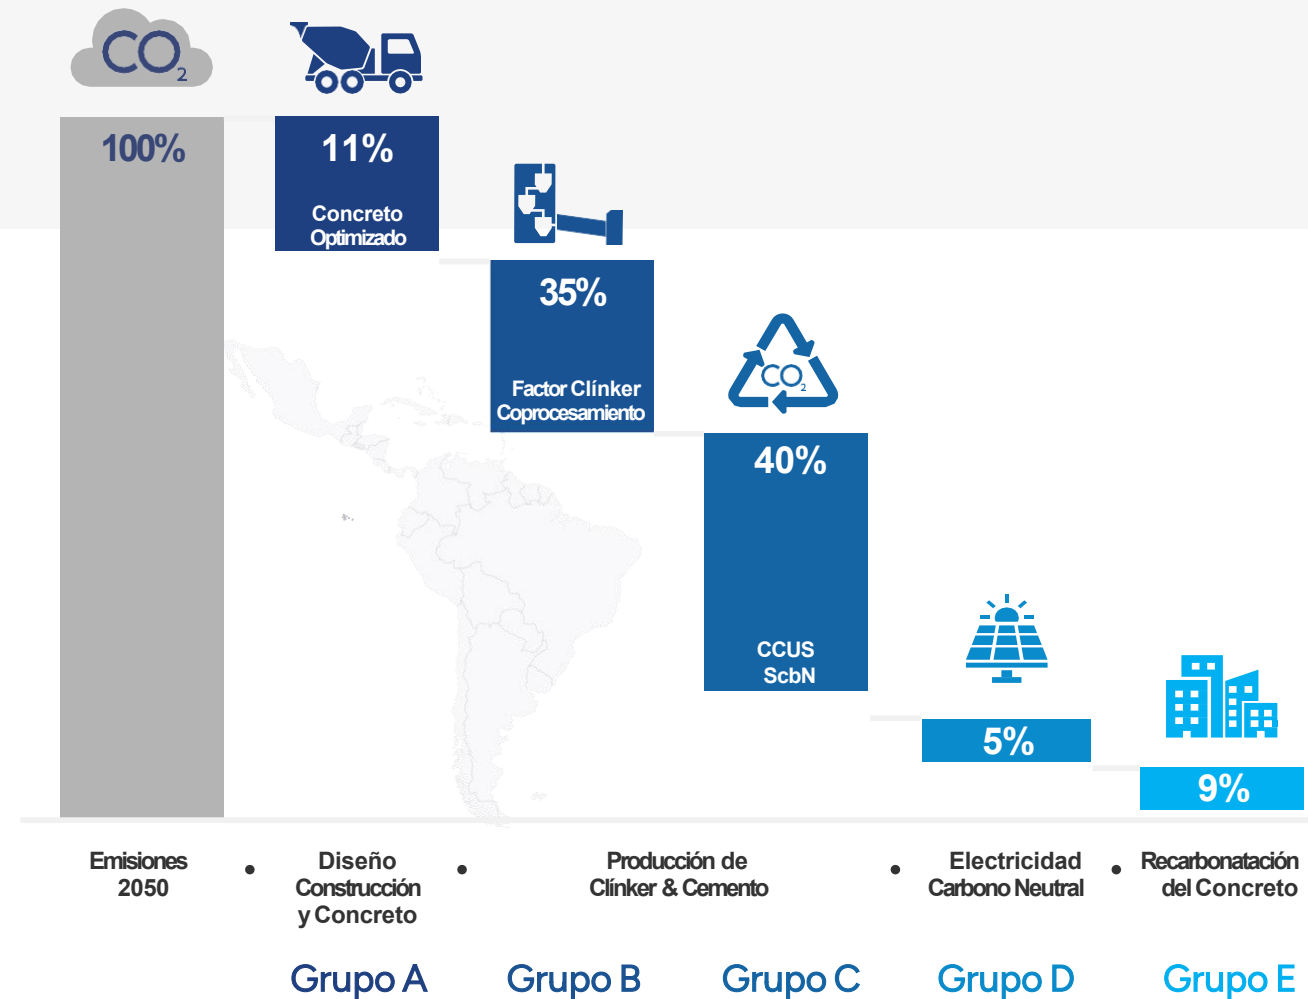 CO2
100%
11%
Concreto
Optimizado
35%
Factor Clínker
Coprocesamiento
CO2
40%
CCUS
ScbN
5%
9%
Emisiones
2050
•
Diseño
Construcción
y Concreto
•
Producción de
Clínker & Cemento
•
Electricidad
Carbono Neutral
•
Recarbonatación
del Concreto
Grupo A
Grupo B
Grupo C
Grupo D
Grupo E